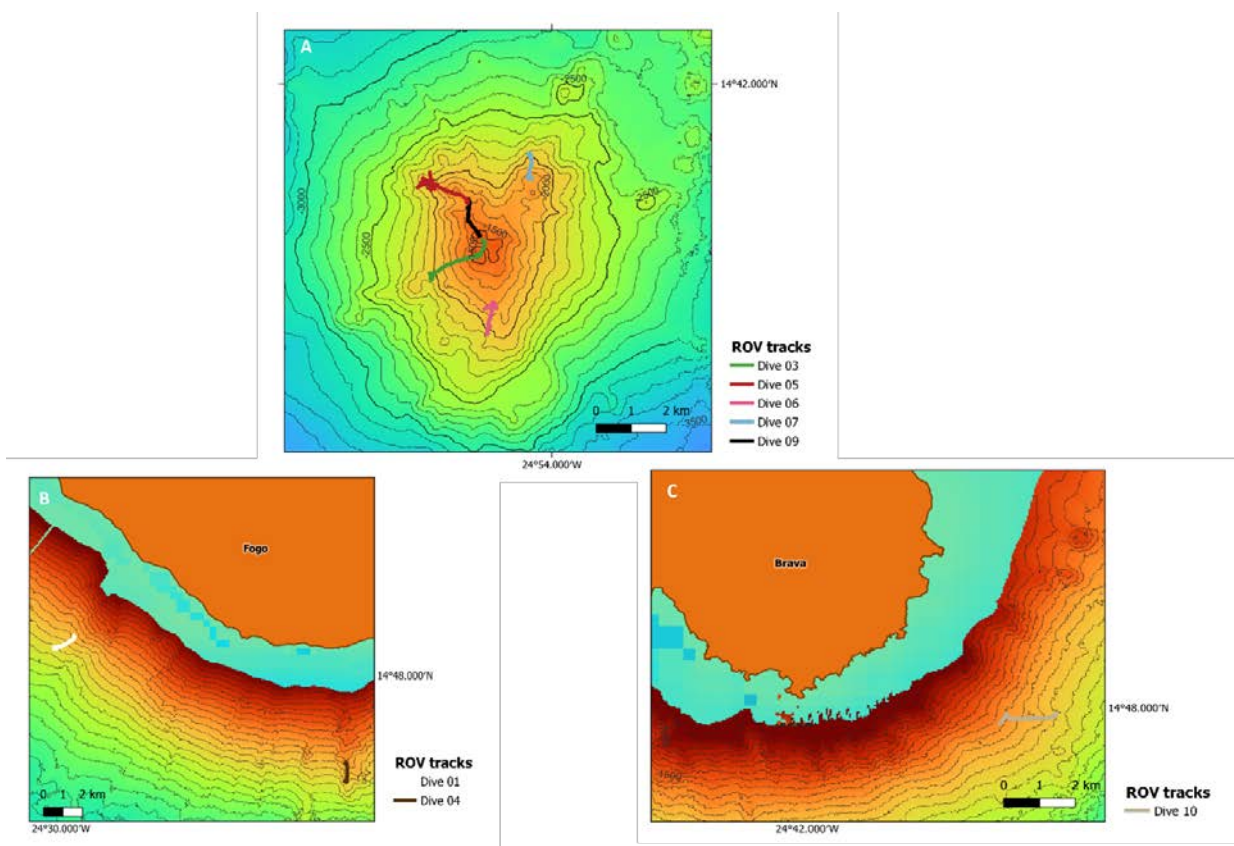 A
-2500
14°42.000'N
-2000
-2500
-3000
-1500
-2500
ROV tracks
Dive 03
Dive 05
Dive 06
Dive 07
Dive 09
0 1 2 km
-3500
24°54.000'W
B
Fogo
14°48.000'N
ROV tracks
Dive 01
Dive 04
0 1 2 km
24°30.000'W
C
Brava
14°48.000'N
1500
0 1 2 km
ROV tracks
Dive 10
24°42.000'W